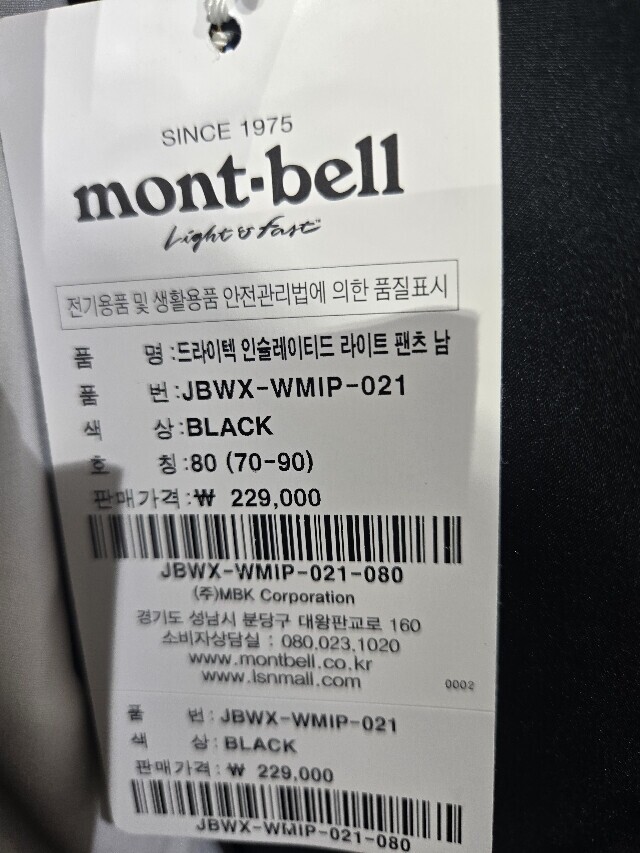 SINCE 1975
mont-bell
Light & Fast
전기용품 및 생활용품 안전관리법에 의한 품질표시
품 명 : 드라이텍 인슐레이티드 라이트 팬츠 남
품 번 : JBWX-WMIP-021
색 상 : BLACK
호 칭 : 80 (70-90)
판매가격 : ₩ 229,000
JBWX-WMIP-021-080
(주)MBK Corporation
경기도 성남시 분당구 대왕판교로 160
소비자상담실 : 080.023.1020
www.montbell.co.kr
www.lsnmall.com
0002
품 번 : JBWX-WMIP-021
색 상 : BLACK
판매가격 : ₩ 229,000
JBWX-WMIP-021-080